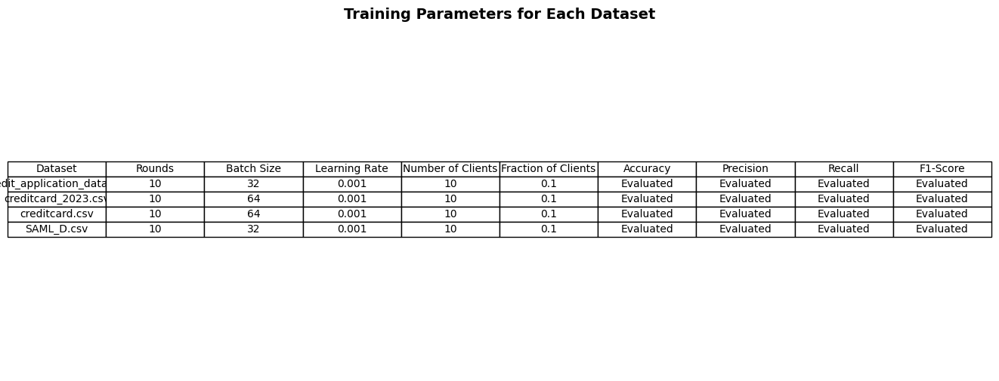 Training Parameters for Each Dataset
Dataset Rounds Batch Size Learning Rate Number of Clients Fraction of Clients Accuracy Precision Recall F1-Score
edit_application_data 10 32 0.001 10 0.1 Evaluated Evaluated Evaluated Evaluated
creditcard_2023.csv 10 64 0.001 10 0.1 Evaluated Evaluated Evaluated Evaluated
creditcard.csv 10 64 0.001 10 0.1 Evaluated Evaluated Evaluated Evaluated
SAML_D.csv 10 32 0.001 10 0.1 Evaluated Evaluated Evaluated Evaluated